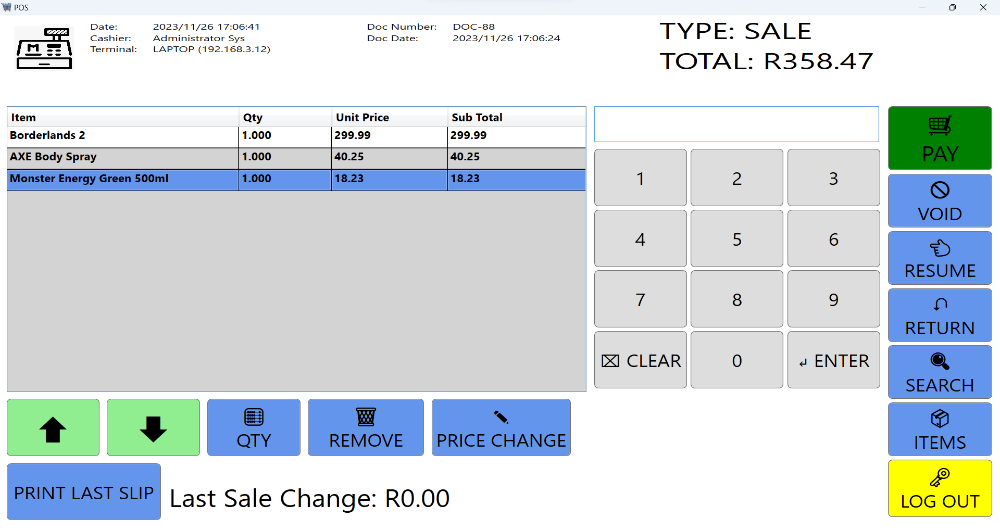 POS
Date: 2023/11/26 17:06:41
Cashier: Administrator Sys
Terminal: LAPTOP (192.168.3.12)
Doc Number: DOC-88
Doc Date: 2023/11/26 17:06:24
TYPE: SALE
TOTAL: R358.47
Item Qty Unit Price Sub Total
Borderlands 2 1.000 299.99 299.99
AXE Body Spray 1.000 40.25 40.25
Monster Energy Green 500ml 1.000 18.23 18.23
1 2 3
4 5 6
7 8 9
CLEAR 0 ENTER
PAY
VOID
RESUME
RETURN
SEARCH
ITEMS
LOG OUT
QTY REMOVE PRICE CHANGE
PRINT LAST SLIP Last Sale Change: R0.00